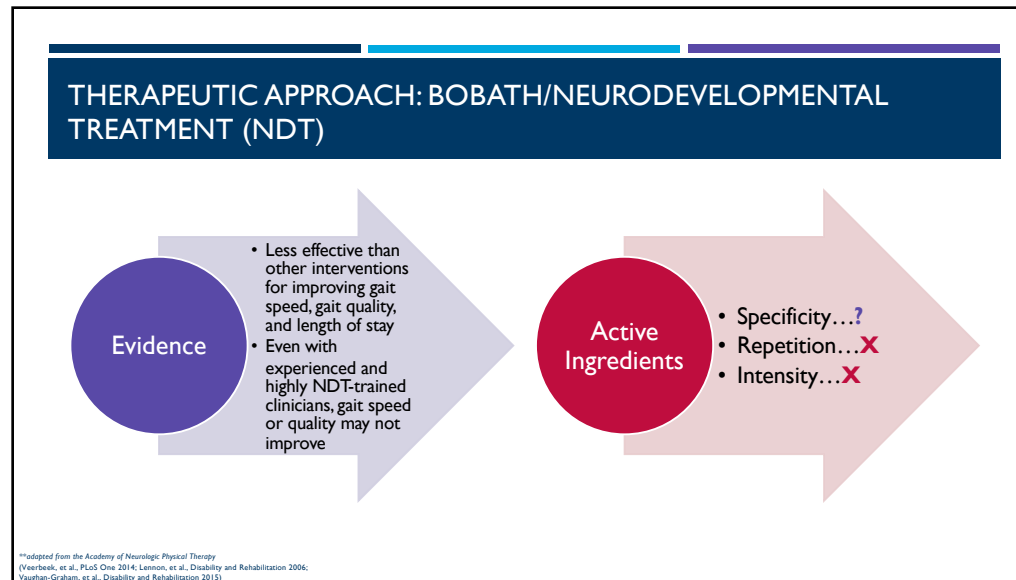 THERAPEUTIC APPROACH: BOBATH/NEURODEVELOPMENTAL
TREATMENT (NDT)
Evidence
• Less effective than
other interventions
for improving gait
speed, gait quality,
and length of stay
• Even with
experienced and
highly NDT-trained
clinicians, gait speed
or quality may not
improve
Active
Ingredients
• Specificity…?
• Repetition…X
• Intensity…X
**adapted from the Academy of Neurologic Physical Therapy
(Veerbeek, et al., PLoS One 2014; Lennon, et al., Disability and Rehabilitation 2006;
Vaughan-Graham, et al., Disability and Rehabilitation 2015)